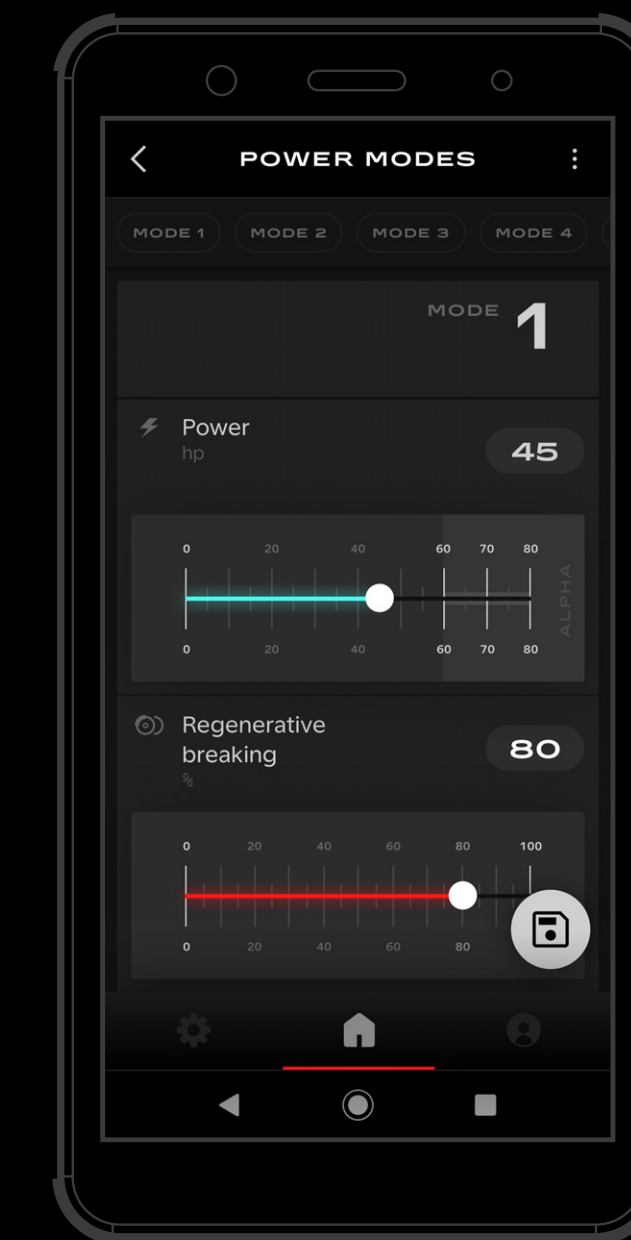 POWER MODES
MODE 1 MODE 2 MODE 3 MODE 4
MODE 1
Power
hp
45
0 20 40 60 70 80
ALPHA
0 20 40 60 70 80
Regenerative
breaking
%
80
0 20 40 60 80 100
0 20 40 60 80